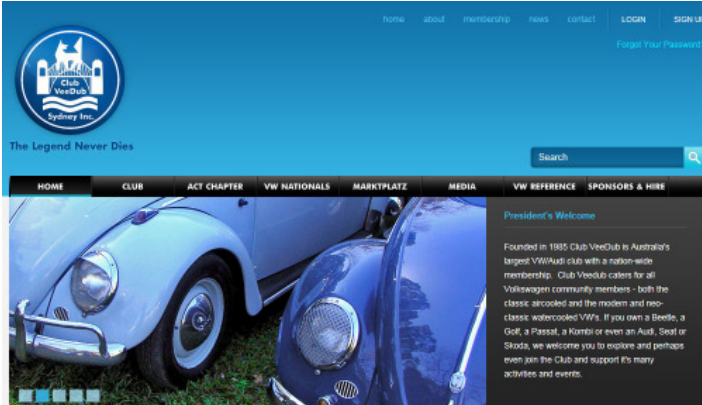 home about membership news contact LOGIN SIGN U
Forgot Your Password
Club
VeeDub
Sydney Inc.
The Legend Never Dies
Search
HOME CLUB ACT CHAPTER VW NATIONALS MARKTPLATZ MEDIA VW REFERENCE SPONSORS & HIRE
President's Welcome
Founded in 1985 Club VeeDub is Australia's
largest VW/Audi club with a nation-wide
membership. Club Veedub caters for all
Volkswagen community members - both the
classic aircooled and the modern and neo-
classic watercooled VW's. If you own a Beetle, a
Golf, a Passat, a Kombi or even an Audi, Seat or
Skoda, we welcome you to explore and perhaps
even join the Club and support it's many
activities and events.